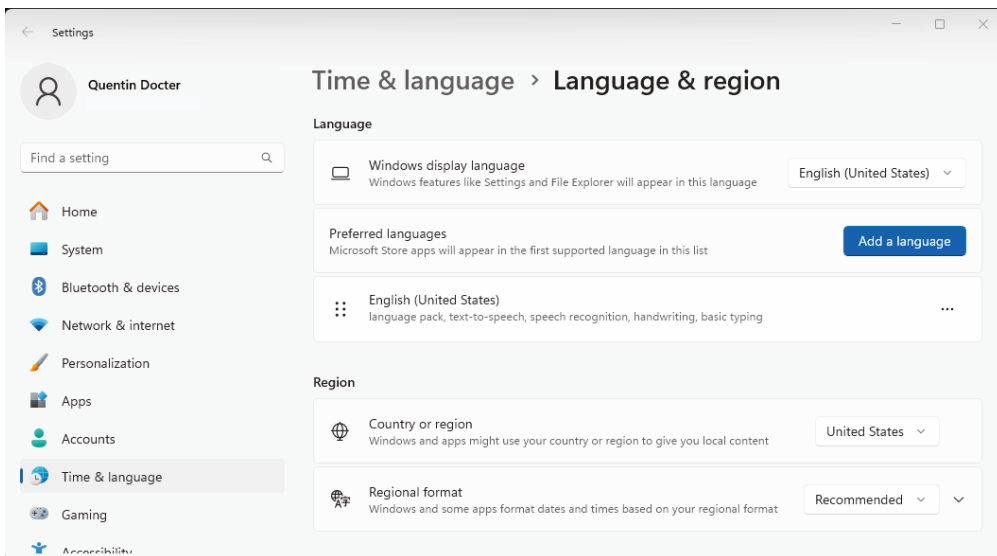 Settings
Quentin Docter
Find a setting
Home
System
Bluetooth & devices
Network & internet
Personalization
Apps
Accounts
Time & language
Gaming
Accessibility
Time & language > Language & region
Language
Windows display language
Windows features like Settings and File Explorer will appear in this language
English (United States)
Preferred languages
Microsoft Store apps will appear in the first supported language in this list
Add a language
English (United States)
language pack, text-to-speech, speech recognition, handwriting, basic typing
Region
Country or region
Windows and apps might use your country or region to give you local content
United States
Regional format
Windows and some apps format dates and times based on your regional format
Recommended